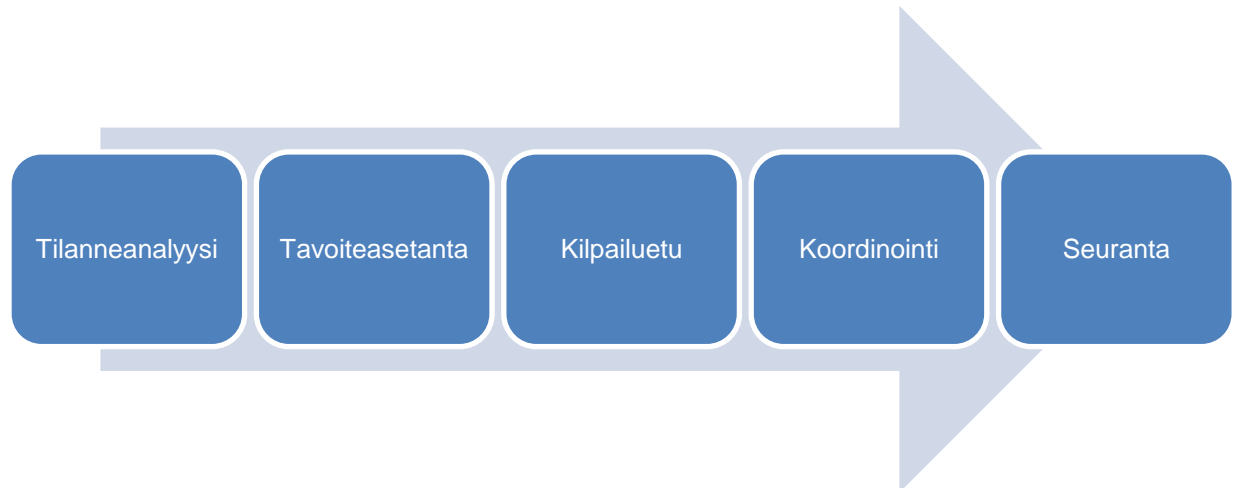 Tilanneanalyysi
Tavoiteasetanta
Kilpailuetu
Koordinointi
Seuranta